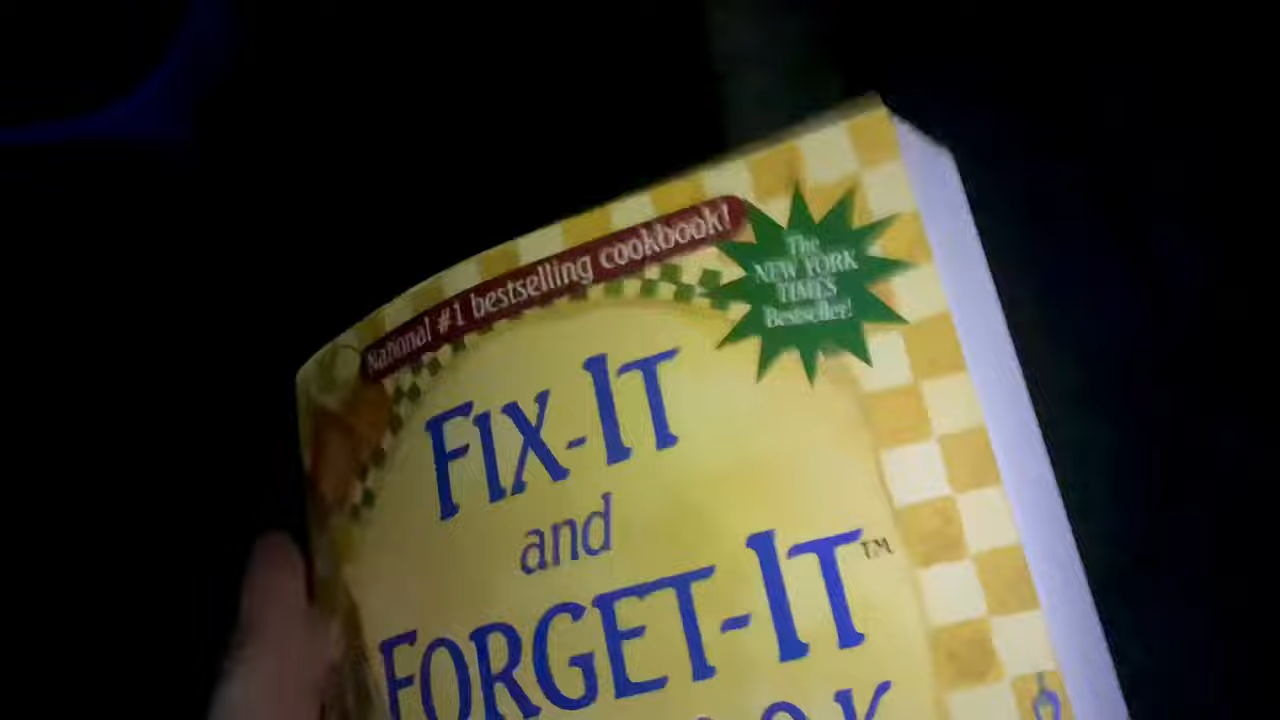 National #1 bestselling cookbook!
The
NEW YORK
TIMES
Bestseller!
FIX-IT
and
FORGET-IT™